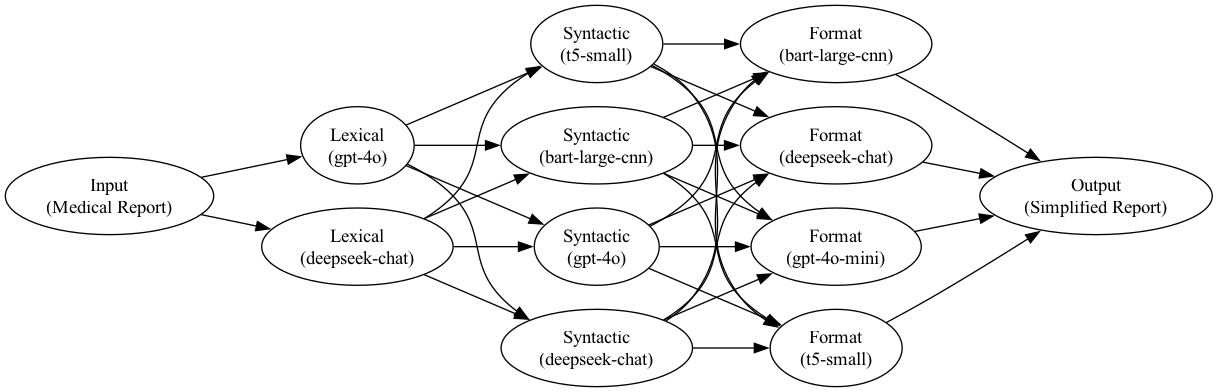 Input
(Medical Report)
Lexical
(gpt-4o)
Lexical
(deepseek-chat)
Syntactic
(t5-small)
Syntactic
(bart-large-cnn)
Syntactic
(gpt-4o)
Syntactic
(deepseek-chat)
Format
(bart-large-cnn)
Format
(deepseek-chat)
Format
(gpt-4o-mini)
Format
(t5-small)
Output
(Simplified Report)